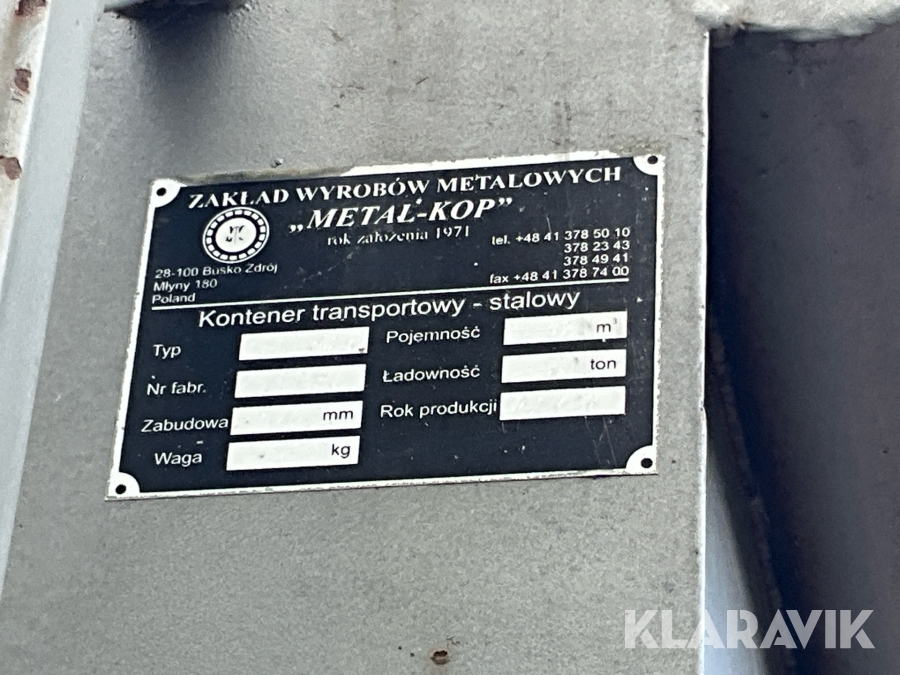 ZAKŁAD WYROBÓW METALOWYCH
„METAL-KOP”
rok założenia 1971
tel. +48 41 378 50 10
378 23 43
378 49 41
fax +48 41 378 74 00
28-100 Busko Zdrój
Młyny 180
Poland
Kontener transportowy - stalowy
Typ
Nr fabr.
Zabudowa mm
Waga kg
Pojemność m³
Ładowność ton
Rok produkcji
KLARAVIK